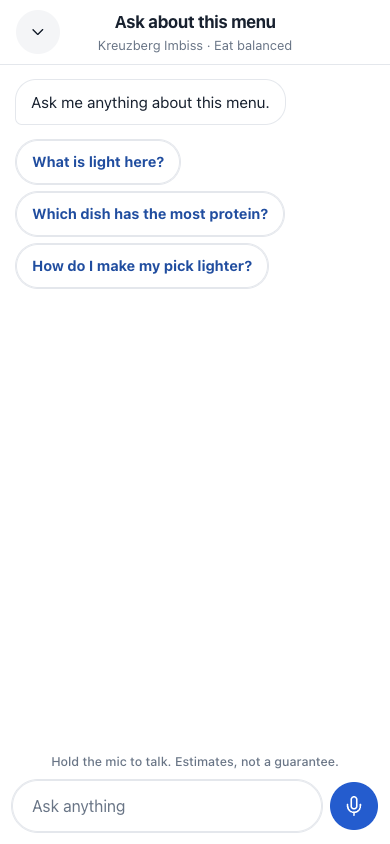 Ask about this menu
Kreuzberg Imbiss · Eat balanced
Ask me anything about this menu.
What is light here?
Which dish has the most protein?
How do I make my pick lighter?
Hold the mic to talk. Estimates, not a guarantee.
Ask anything